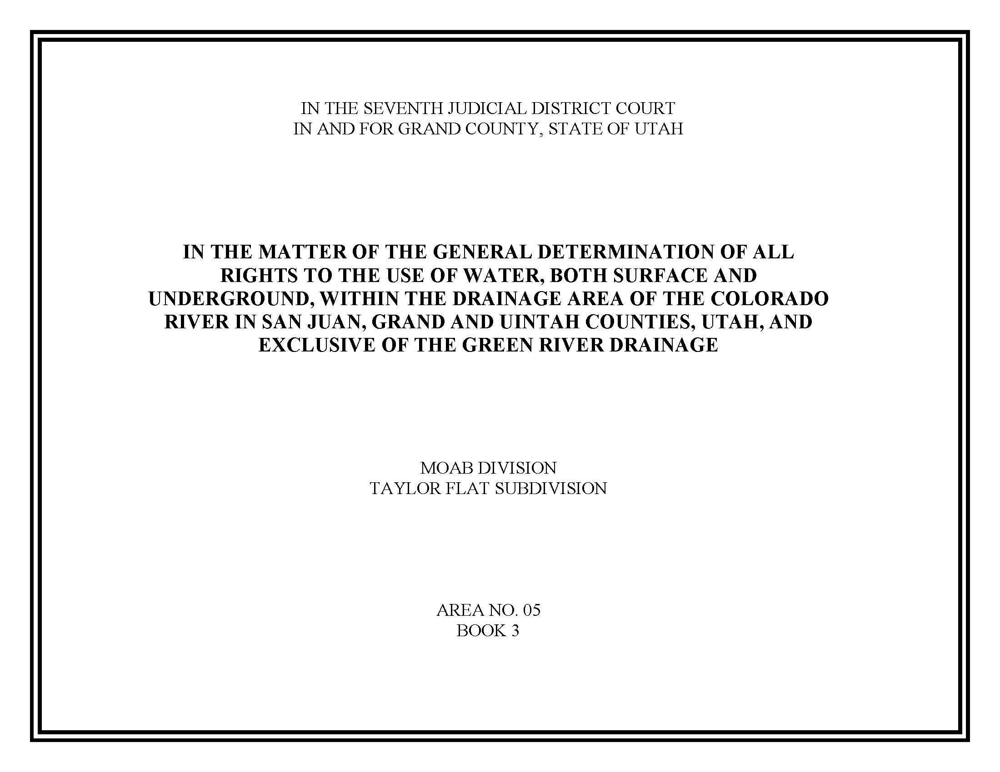 IN THE SEVENTH JUDICIAL DISTRICT COURT
IN AND FOR GRAND COUNTY, STATE OF UTAH
IN THE MATTER OF THE GENERAL DETERMINATION OF ALL
RIGHTS TO THE USE OF WATER, BOTH SURFACE AND
UNDERGROUND, WITHIN THE DRAINAGE AREA OF THE COLORADO
RIVER IN SAN JUAN, GRAND AND UINTAH COUNTIES, UTAH, AND
EXCLUSIVE OF THE GREEN RIVER DRAINAGE
MOAB DIVISION
TAYLOR FLAT SUBDIVISION
AREA NO. 05
BOOK 3